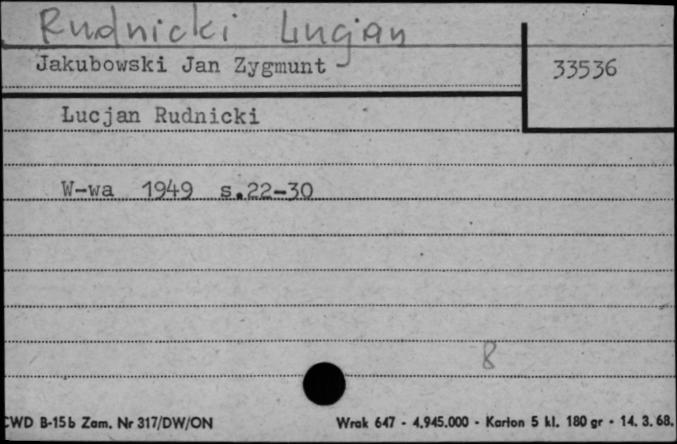 Rudnicki Lucjan
Jakubowski Jan Zygmunt
33536
Lucjan Rudnicki
W-wa 1949 s.22-30
8
CWD B-15b Zam. Nr 317/DW/ON
Wrak 647 - 4.945.000 - Karton 5 kl. 180 gr - 14. 3. 68.